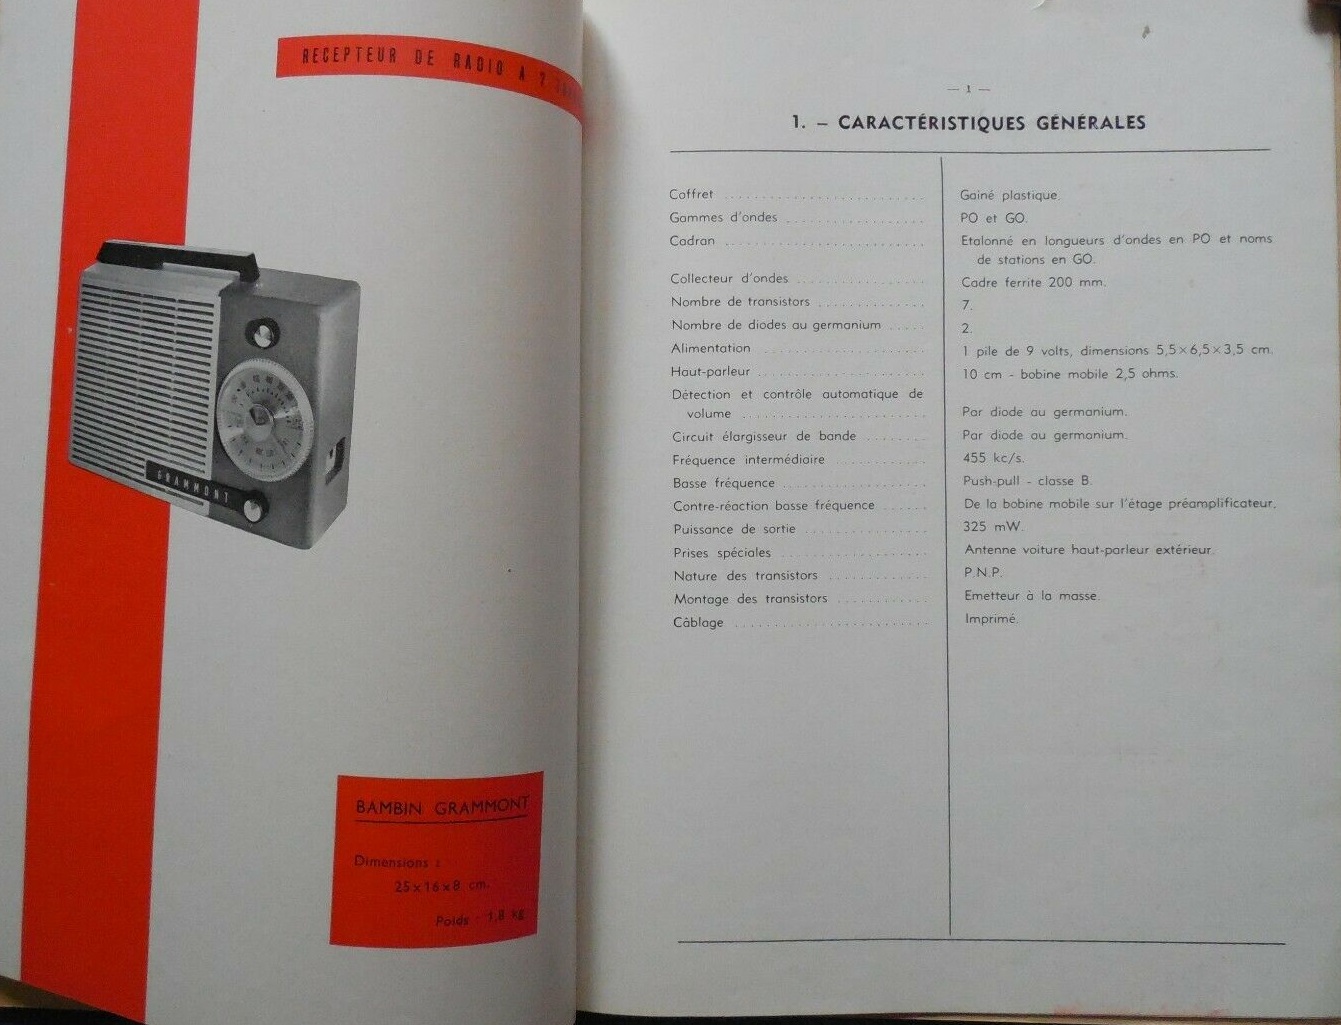 RECEPTEUR DE RADIO A 7
GRAMMONT
BAMBIN GRAMMONT
Dimensions :
25x16x8 cm.
Poids : 1,8 kg.
— 1 —
1. – CARACTÉRISTIQUES GÉNÉRALES
Coffret .......................... Gainé plastique.
Gammes d'ondes .................. PO et GO.
Cadran .......................... Etalonné en longueurs d'ondes en PO et noms
de stations en GO.
Collecteur d'ondes ................ Cadre ferrite 200 mm.
Nombre de transistors .............. 7.
Nombre de diodes au germanium ..... 2.
Alimentation ..................... 1 pile de 9 volts, dimensions 5,5×6,5×3,5 cm.
Haut-parleur ...................... 10 cm - bobine mobile 2,5 ohms.
Détection et contrôle automatique de
volume ........................ Par diode au germanium.
Circuit élargisseur de bande ........ Par diode au germanium.
Fréquence intermédiaire ............ 455 kc/s.
Basse fréquence ................... Push-pull - classe B.
Contre-réaction basse fréquence ...... De la bobine mobile sur l'étage préamplificateur.
Puissance de sortie ................ 325 mW.
Prises spéciales ................... Antenne voiture haut-parleur extérieur.
Nature des transistors ............. P.N.P.
Montage des transistors ............ Emetteur à la masse.
Câblage ......................... Imprimé.